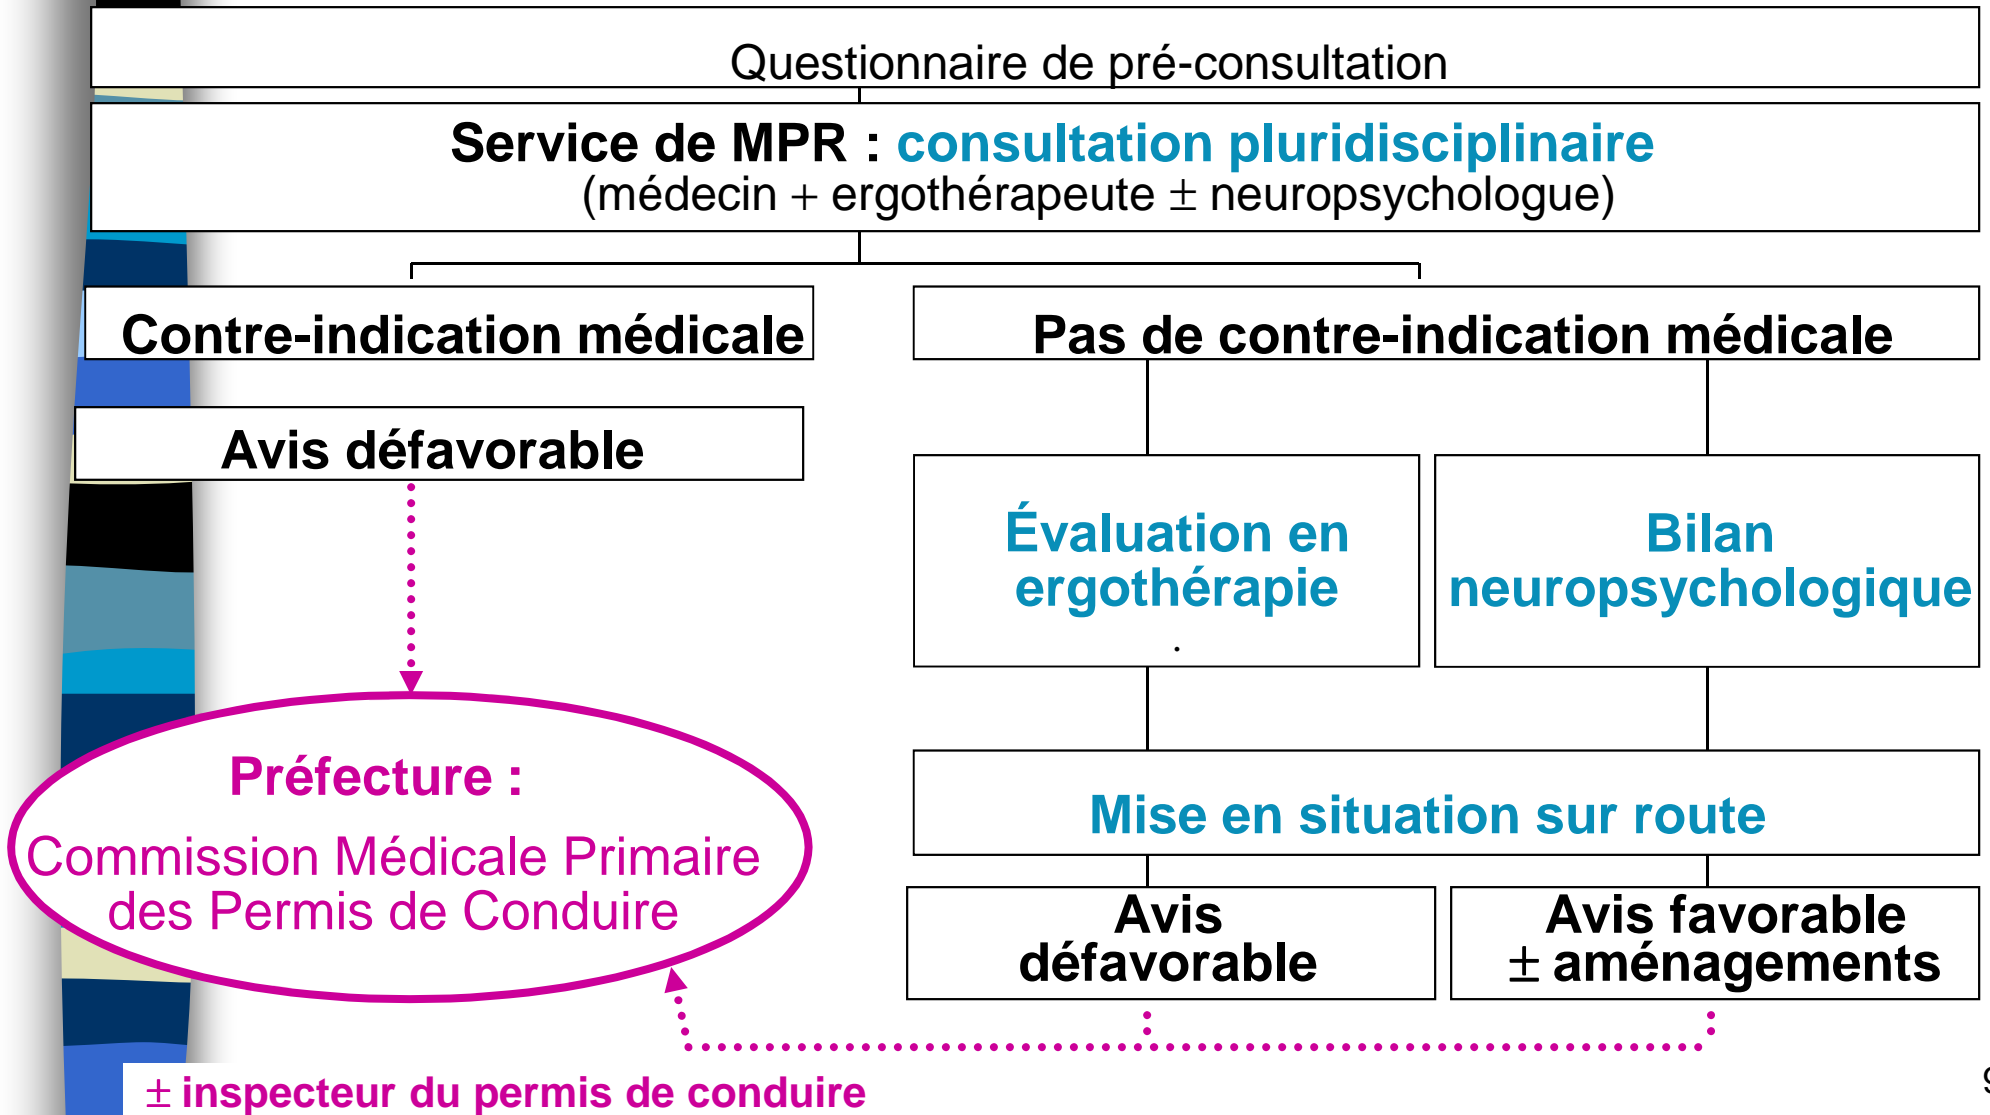 Questionnaire de pré-consultation
Service de MPR : consultation pluridisciplinaire
(médecin + ergothérapeute ± neuropsychologue)
Contre-indication médicale
Pas de contre-indication médicale
Avis défavorable
Évaluation en
ergothérapie
.
Bilan
neuropsychologique
Préfecture :
Commission Médicale Primaire
des Permis de Conduire
Mise en situation sur route
Avis
défavorable
Avis favorable
± aménagements
± inspecteur du permis de conduire